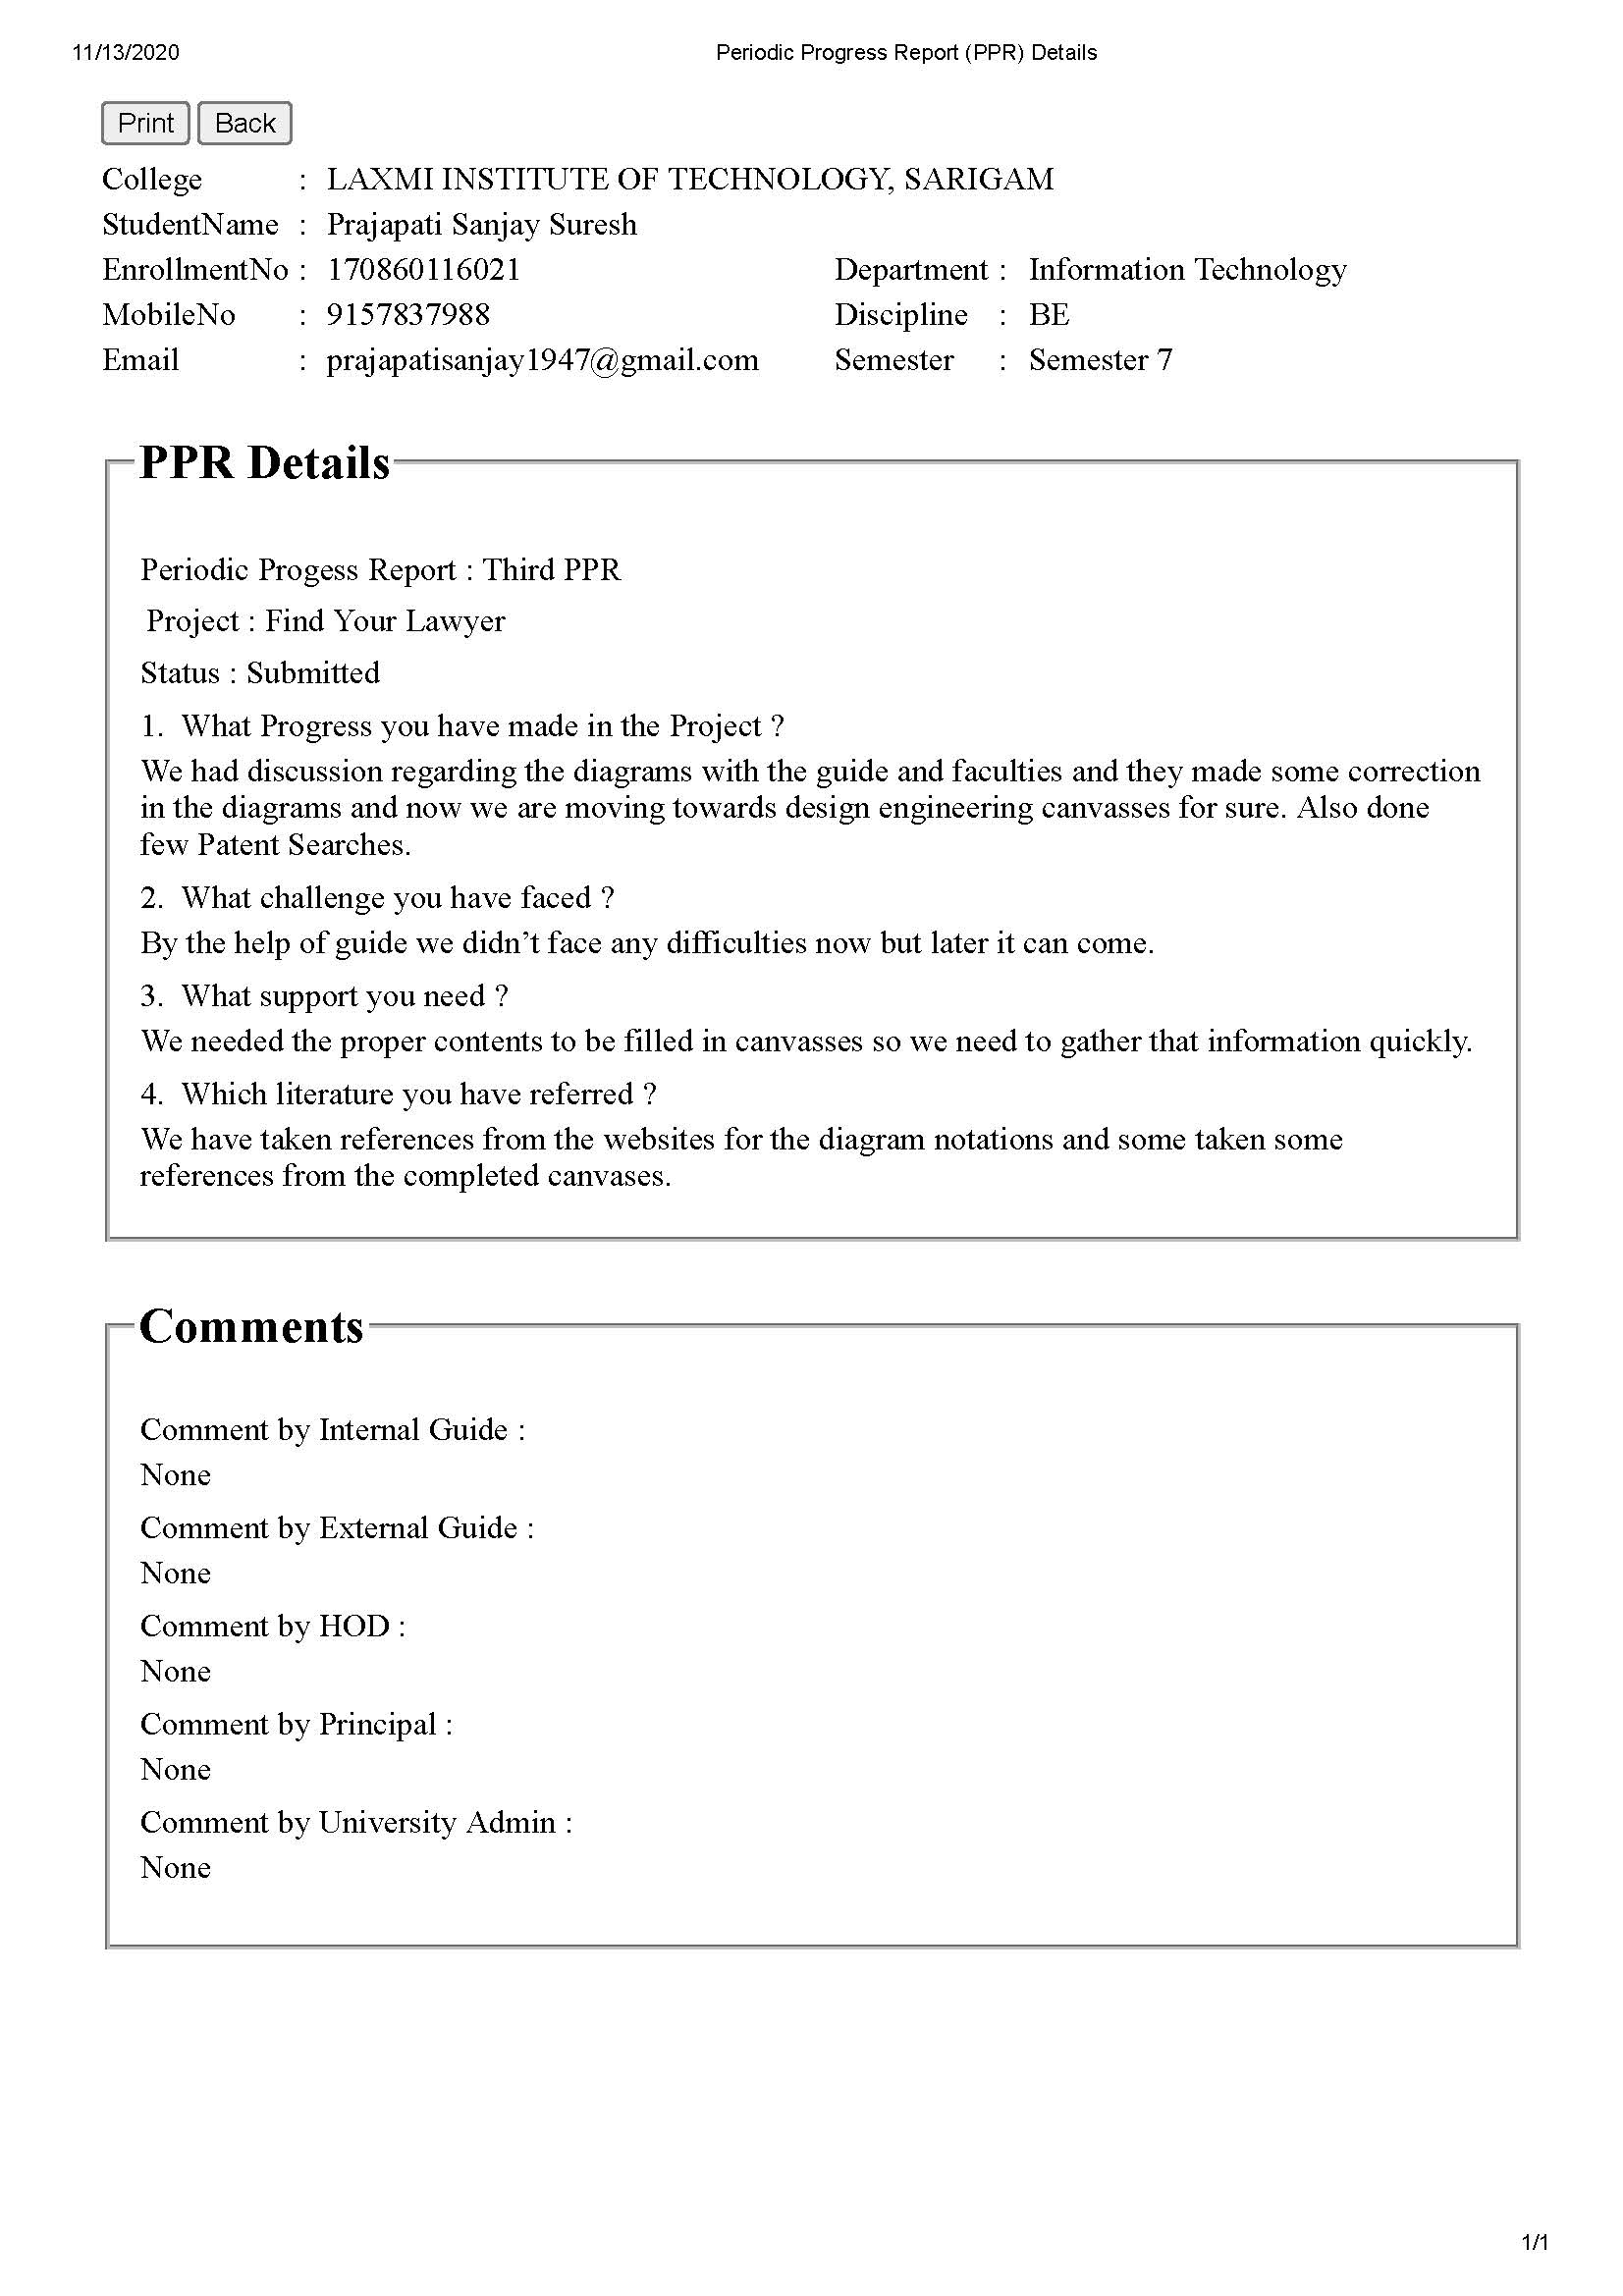 11/13/2020 Periodic Progress Report (PPR) Details
Print Back
College : LAXMI INSTITUTE OF TECHNOLOGY, SARIGAM
StudentName : Prajapati Sanjay Suresh
EnrollmentNo : 170860116021 Department : Information Technology
MobileNo : 9157837988 Discipline : BE
Email : prajapatisanjay1947@gmail.com Semester : Semester 7
PPR Details
Periodic Progess Report : Third PPR
Project : Find Your Lawyer
Status : Submitted
1. What Progress you have made in the Project ?
We had discussion regarding the diagrams with the guide and faculties and they made some correction
in the diagrams and now we are moving towards design engineering canvasses for sure. Also done
few Patent Searches.
2. What challenge you have faced ?
By the help of guide we didn’t face any difficulties now but later it can come.
3. What support you need ?
We needed the proper contents to be filled in canvasses so we need to gather that information quickly.
4. Which literature you have referred ?
We have taken references from the websites for the diagram notations and some taken some
references from the completed canvases.
Comments
Comment by Internal Guide :
None
Comment by External Guide :
None
Comment by HOD :
None
Comment by Principal :
None
Comment by University Admin :
None
1/1